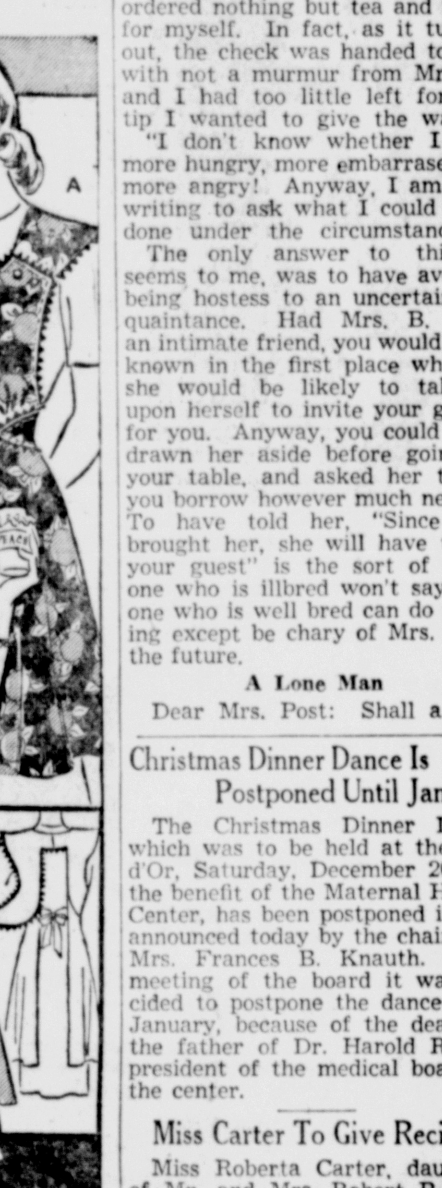 ordered nothing but tea and
for myself. In fact, as it tu
out, the check was handed to
with not a murmur from Mr
and I had too little left for
tip I wanted to give the wa
"I don't know whether I
more hungry, more embarrase
more angry! Anyway, I am
writing to ask what I could
done under the circumstanc
The only answer to thi
seems to me, was to have av
being hostess to an uncertai
quaintance. Had Mrs. B.
an intimate friend, you would
known in the first place wh
she would be likely to tal
upon herself to invite your g
for you. Anyway, you could
drawn her aside before goin
your table, and asked her t
you borrow however much ne
To have told her, "Since
brought her, she will have
your guest" is the sort of
one who is illbred won't say
one who is well bred can do
ing except be chary of Mrs.
the future.
A Lone Man
Dear Mrs. Post: Shall a
Christmas Dinner Dance Is
Postponed Until Jan
The Christmas Dinner
which was to be held at the
d'Or, Saturday, December 2
the benefit of the Maternal H
Center, has been postponed i
announced today by the chai
Mrs. Frances B. Knauth.
meeting of the board it wa
cided to postpone the dance
January, because of the dea
the father of Dr. Harold
president of the medical boa
the center.
Miss Carter To Give Reci
Miss Roberta Carter, dau
of Mr. and Mrs. Robert
A